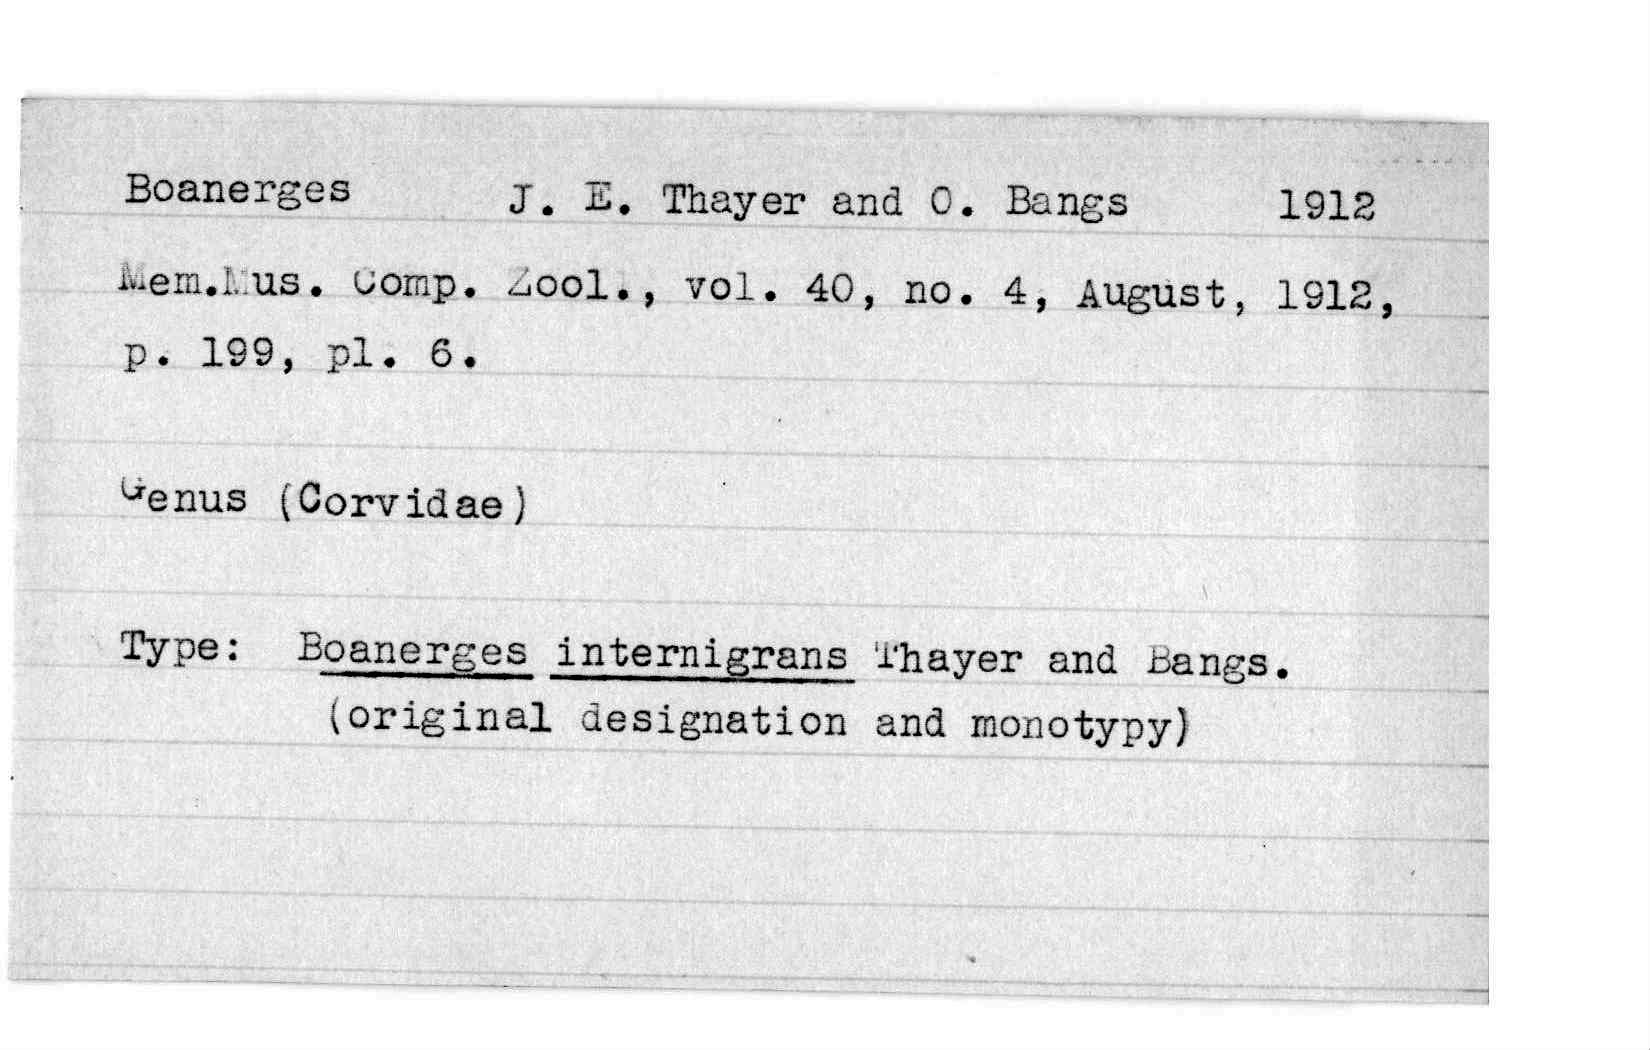 Boanerges J. E. Thayer and O. Bangs 1912
Mem.Mus. Comp. Zool., vol. 40, no. 4, August, 1912,
p. 199, pl. 6.
Genus (Corvidae)
Type: Boanerges internigrans Thayer and Bangs.
(original designation and monotypy)